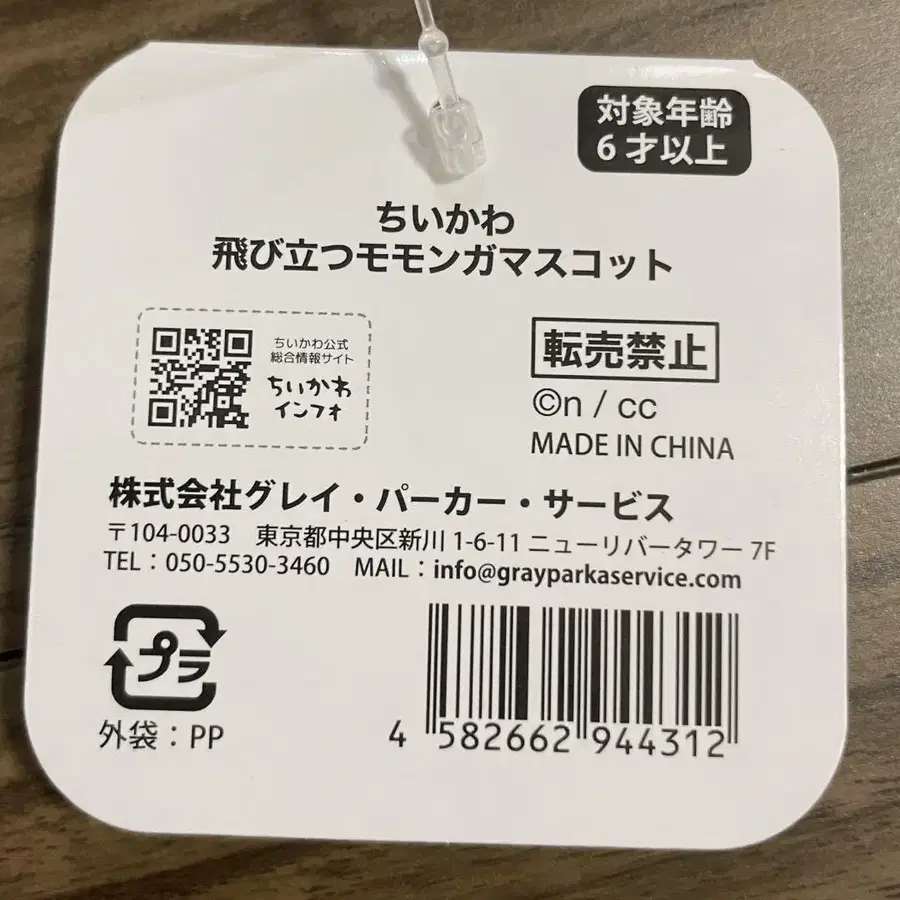 対象年齢
6才以上
ちいかわ
飛び立つモモンガマスコット
ちいかわ公式
総合情報サイト
ちいかわ
インフォ
転売禁止
©n / cc
MADE IN CHINA
株式会社グレイ・パーカー・サービス
〒104-0033 東京都中央区新川 1-6-11 ニューリバータワー 7F
TEL：050-5530-3460 MAIL：info@grayparkaservice.com
プラ
外袋：PP
4 582662 944312